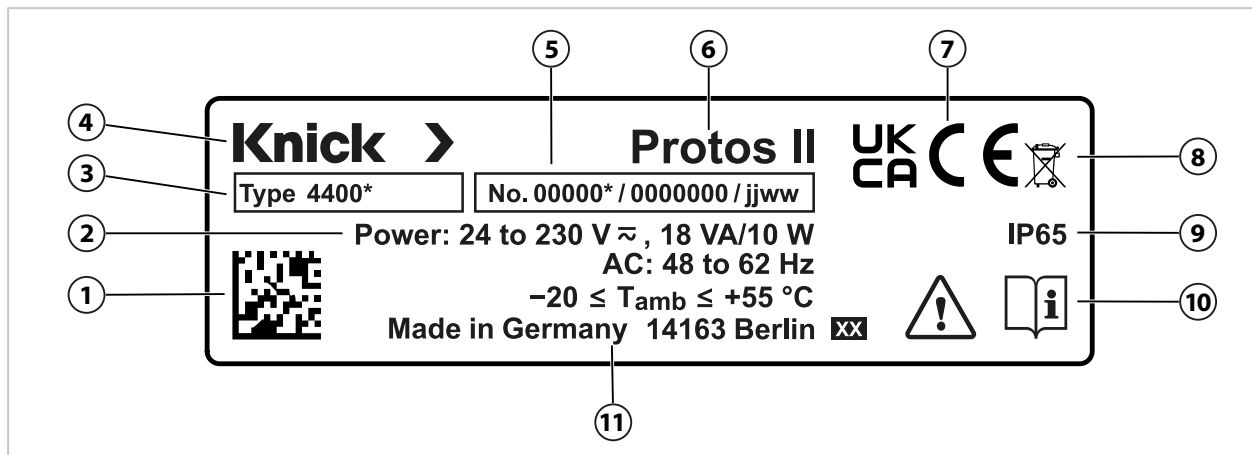 5 6 7
4 Knick > Protos II UK CA CE 8
3 Type 4400* No. 00000* / 0000000 / jjww
2 Power: 24 to 230 V ⎓~ , 18 VA/10 W IP65 9
AC: 48 to 62 Hz
1 −20 ≤ Tamb ≤ +55 °C 10
Made in Germany 14163 Berlin XX
11